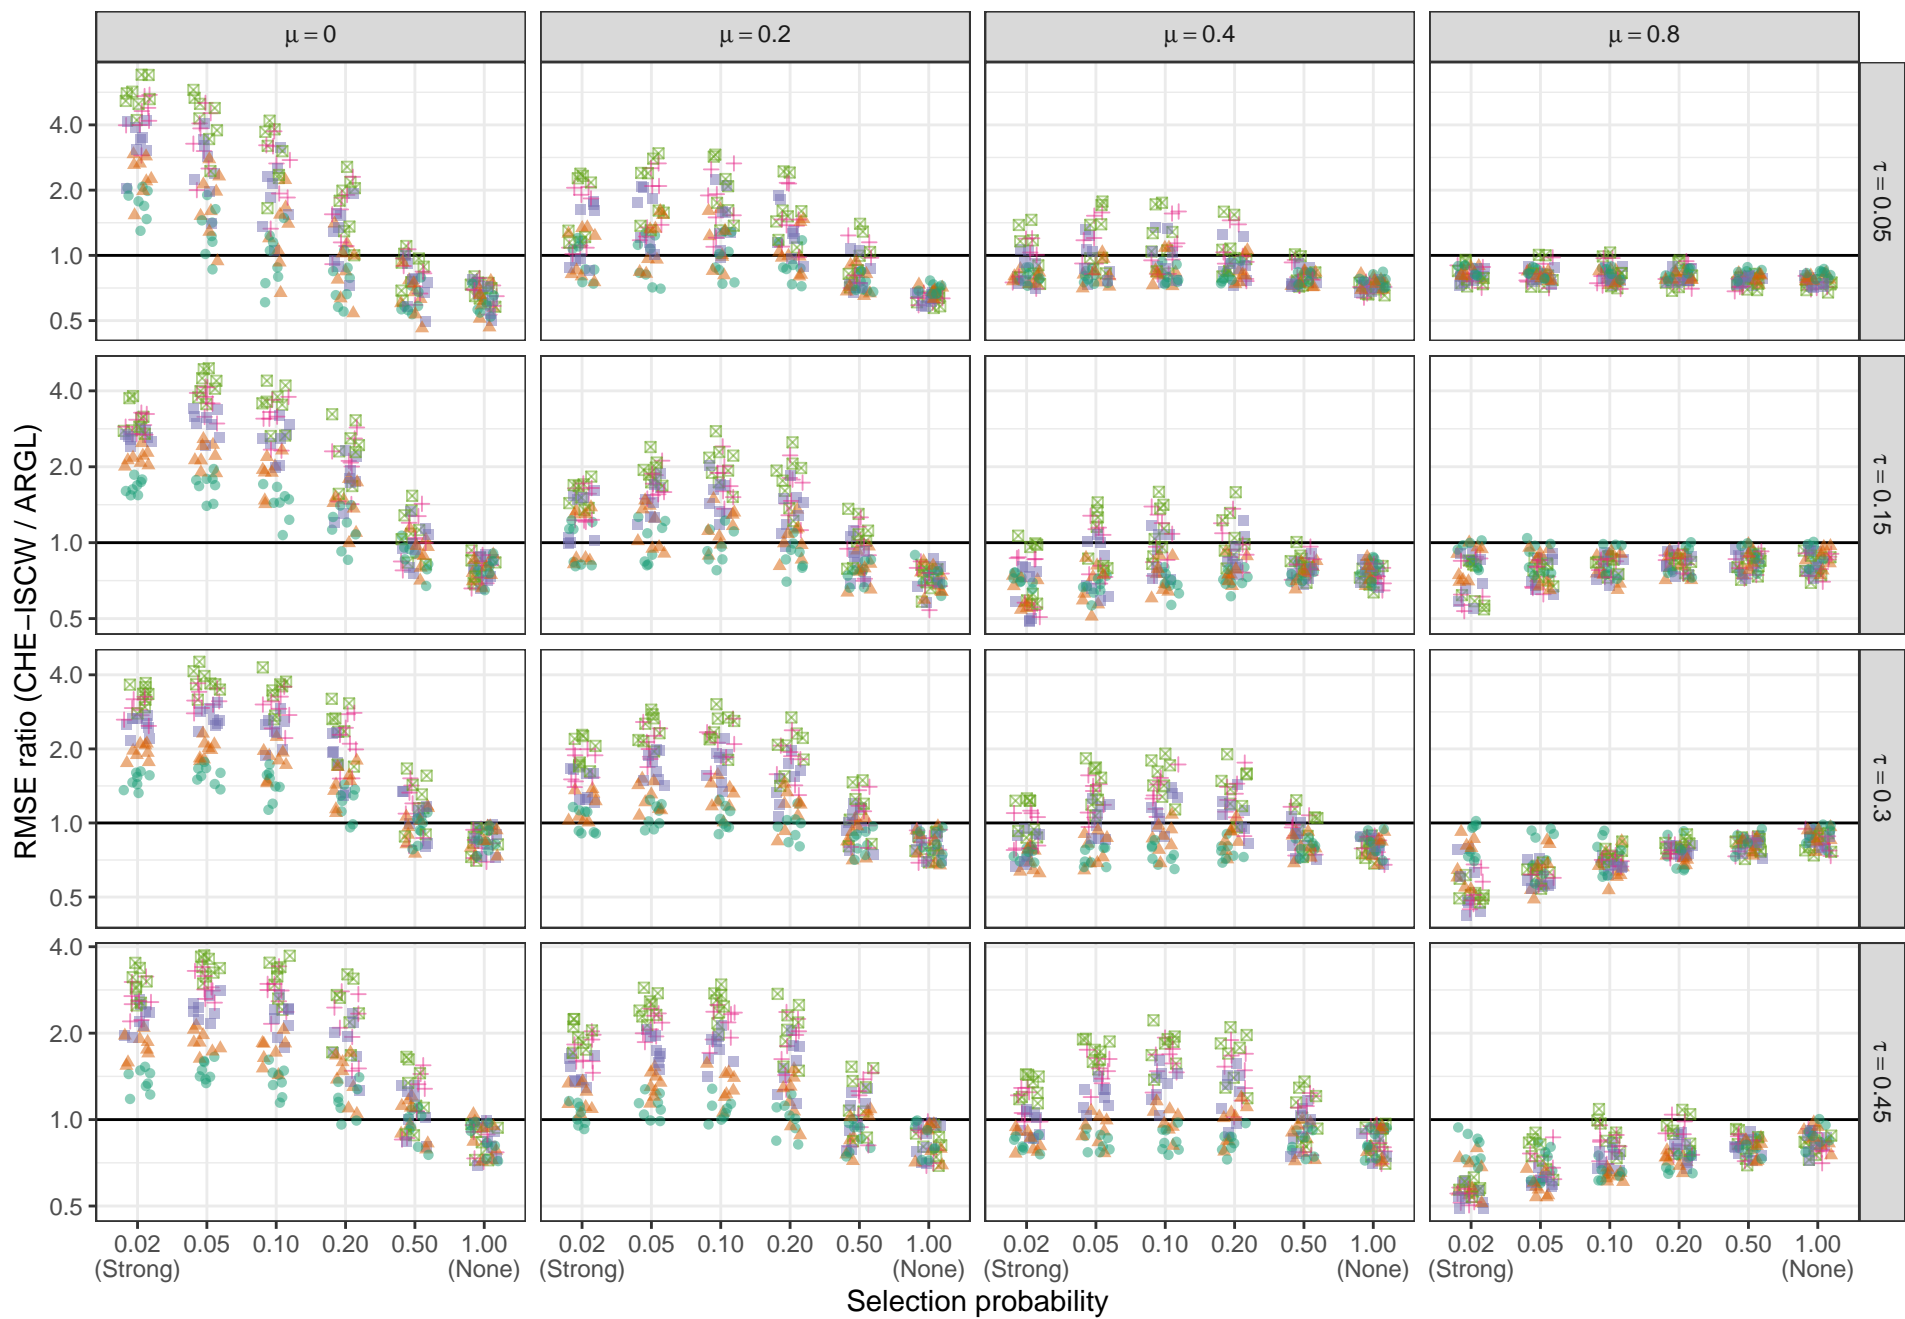 μ = 0
μ = 0.2
μ = 0.4
μ = 0.8
RMSE ratio (CHE−ISCW / ARGL)
4.0
2.0
1.0
0.5
τ = 0.05
4.0
2.0
1.0
0.5
τ = 0.15
4.0
2.0
1.0
0.5
τ = 0.3
4.0
2.0
1.0
0.5
τ = 0.45
0.02 0.05 0.10 0.20 0.50 1.00
(Strong) (None)
0.02 0.05 0.10 0.20 0.50 1.00
(Strong) (None)
0.02 0.05 0.10 0.20 0.50 1.00
(Strong) (None)
0.02 0.05 0.10 0.20 0.50 1.00
(Strong) (None)
Selection probability